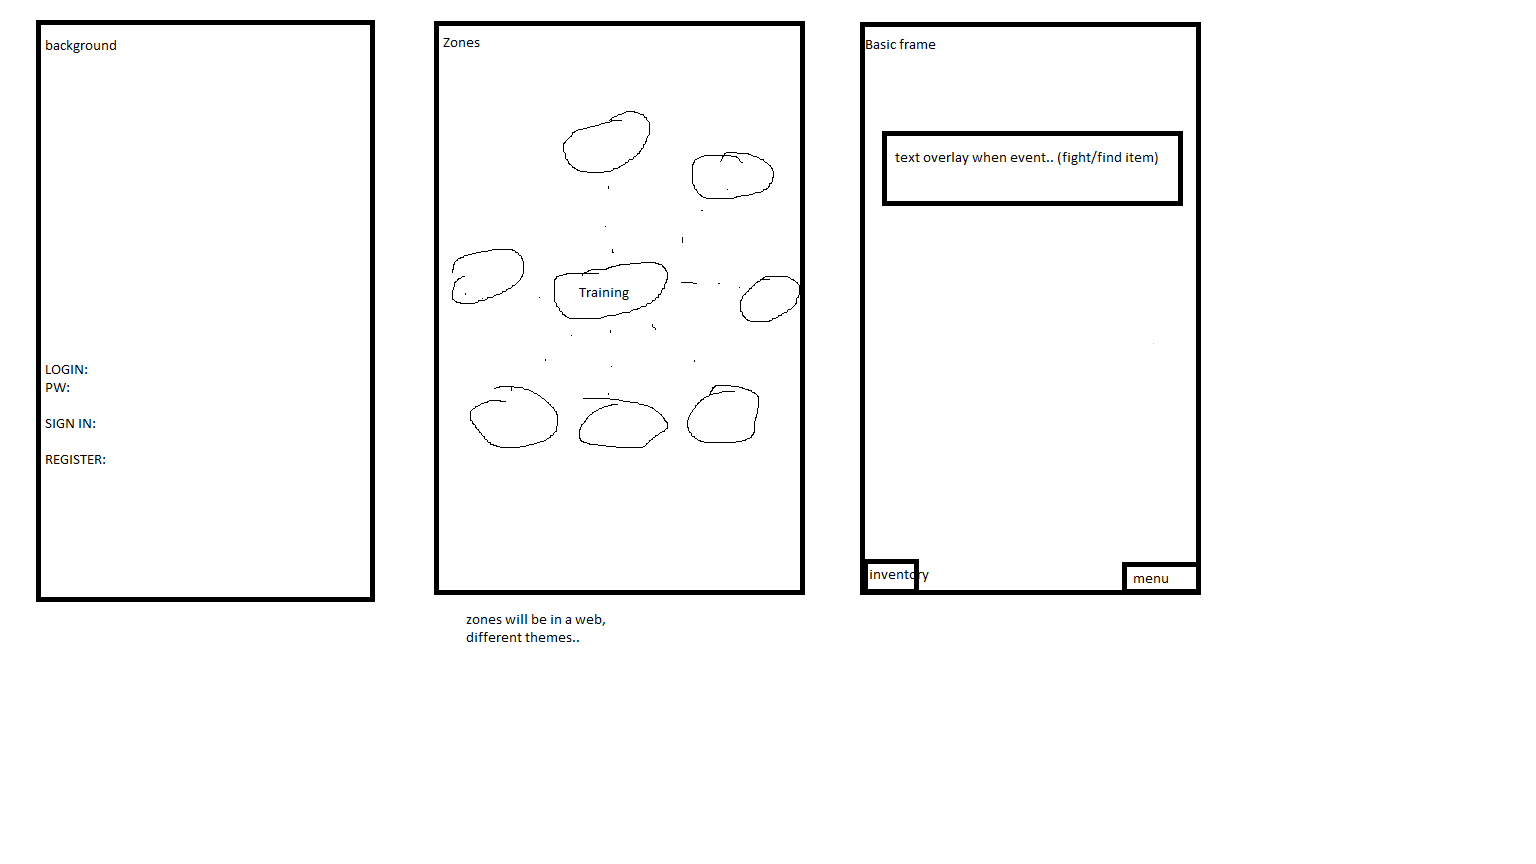 background
LOGIN:
PW:
SIGN IN:
REGISTER:
Zones
Training
zones will be in a web,
different themes..
Basic frame
text overlay when event.. (fight/find item)
inventory
menu